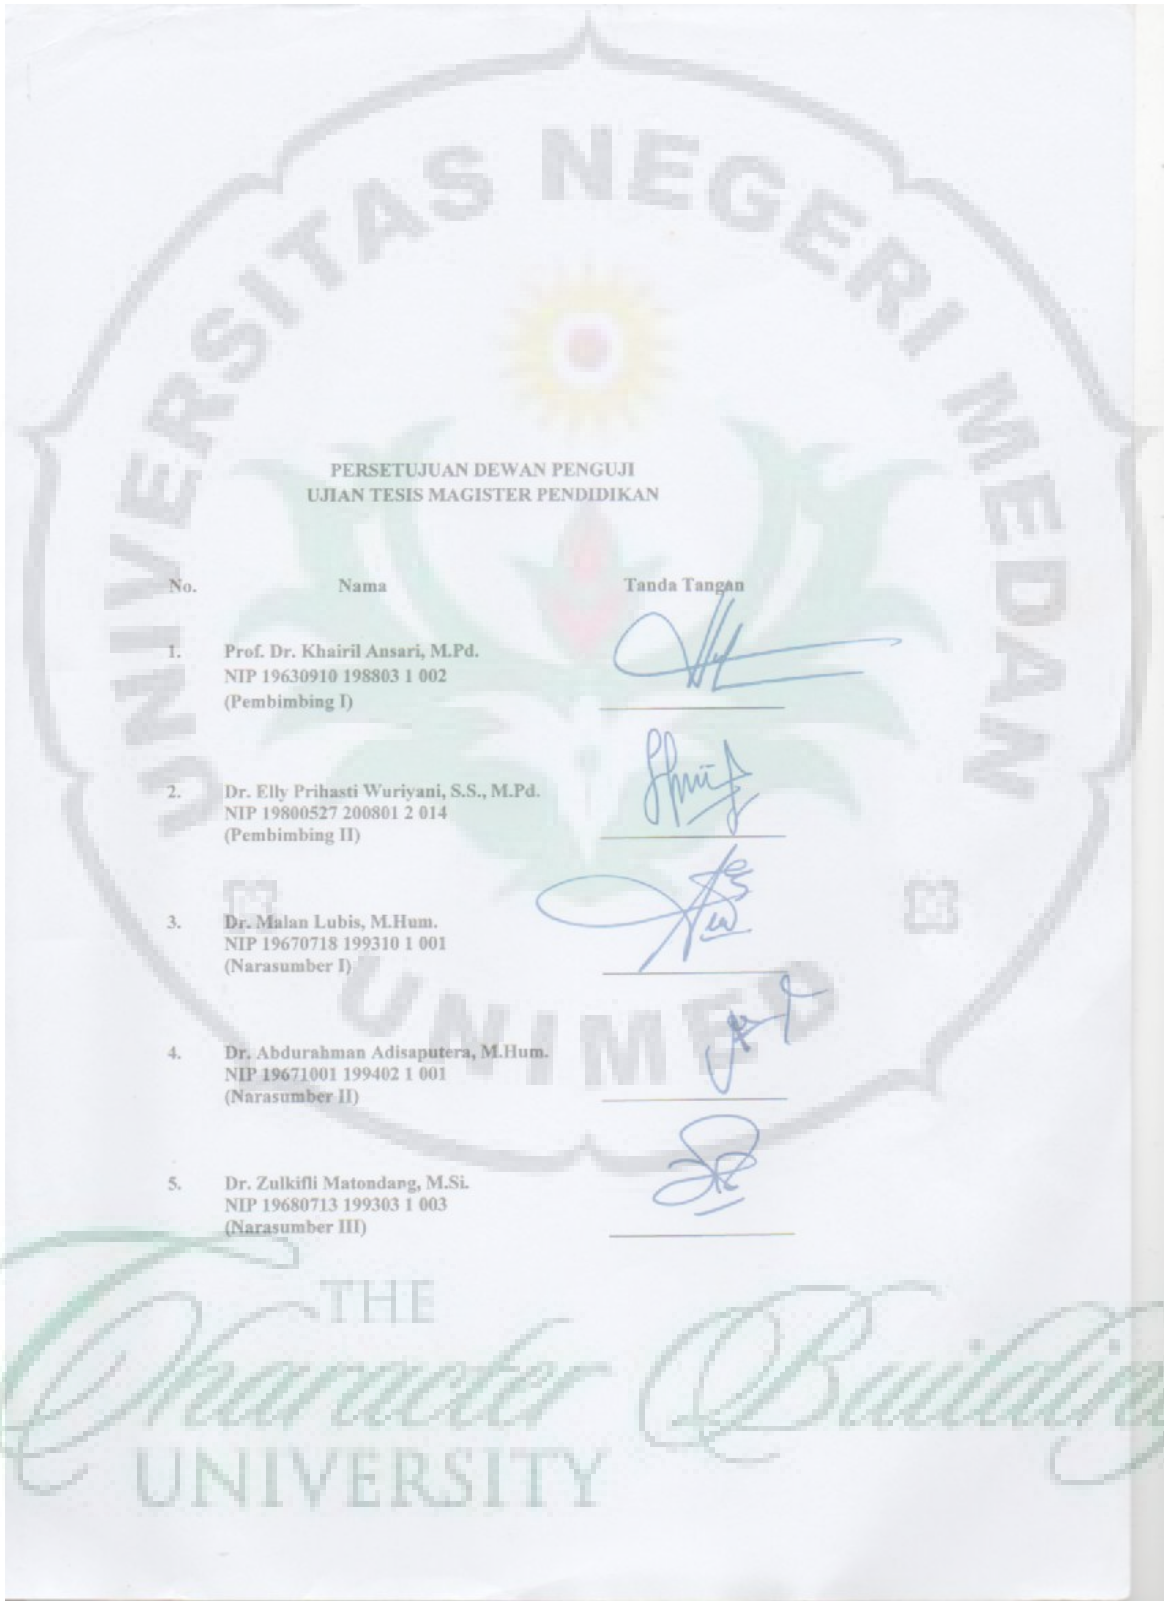 UNIVERSITAS NEGERI MEDAN
PERSETUJUAN DEWAN PENGUJI
UJIAN TESIS MAGISTER PENDIDIKAN
No. Nama Tanda Tangan
1. Prof. Dr. Khairil Ansari, M.Pd.
NIP 19630910 198803 1 002
(Pembimbing I)
2. Dr. Elly Prihasti Wuriyani, S.S., M.Pd.
NIP 19800527 200801 2 014
(Pembimbing II)
3. Dr. Malan Lubis, M.Hum.
NIP 19670718 199310 1 001
(Narasumber I)
UNIMED
4. Dr. Abdurahman Adisaputera, M.Hum.
NIP 19671001 199402 1 001
(Narasumber II)
5. Dr. Zulkifli Matondang, M.Si.
NIP 19680713 199303 1 003
(Narasumber III)
THE
Character Building
UNIVERSITY